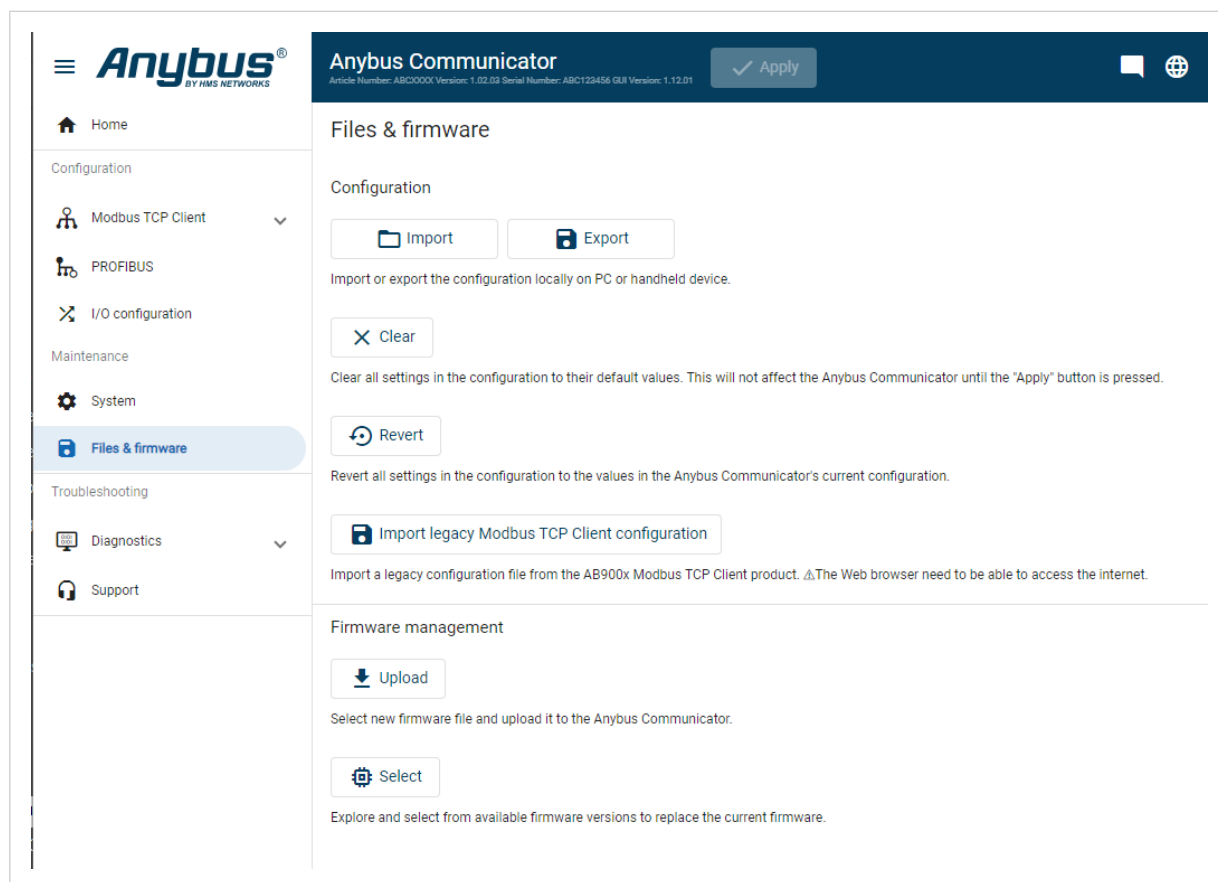 Anybus®
BY HMS NETWORKS
Anybus Communicator
Article Number: ABCXXXX Version: 1.02.03 Serial Number: ABC123456 GUI Version: 1.12.01
Apply
Home
Configuration
Modbus TCP Client
PROFIBUS
I/O configuration
Maintenance
System
Files & firmware
Troubleshooting
Diagnostics
Support
Files & firmware
Configuration
Import
Export
Import or export the configuration locally on PC or handheld device.
Clear
Clear all settings in the configuration to their default values. This will not affect the Anybus Communicator until the "Apply" button is pressed.
Revert
Revert all settings in the configuration to the values in the Anybus Communicator's current configuration.
Import legacy Modbus TCP Client configuration
Import a legacy configuration file from the AB900x Modbus TCP Client product. ⚠The Web browser need to be able to access the internet.
Firmware management
Upload
Select new firmware file and upload it to the Anybus Communicator.
Select
Explore and select from available firmware versions to replace the current firmware.